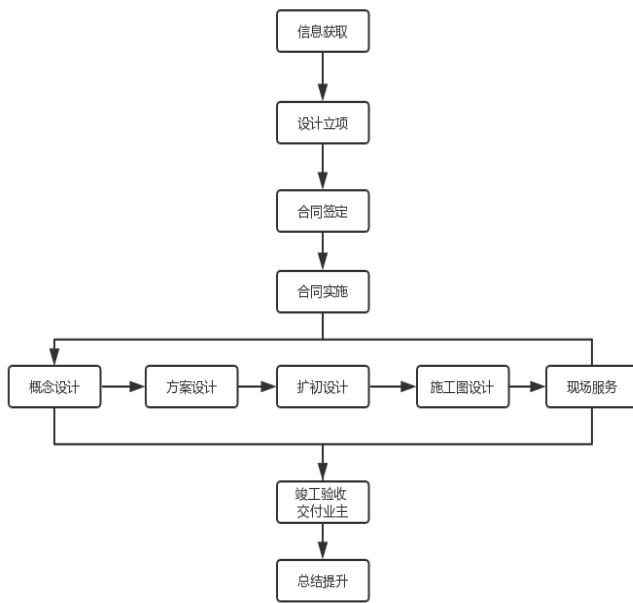 信息获取
设计立项
合同签定
合同实施
概念设计
方案设计
扩初设计
施工图设计
现场服务
竣工验收
交付业主
总结提升